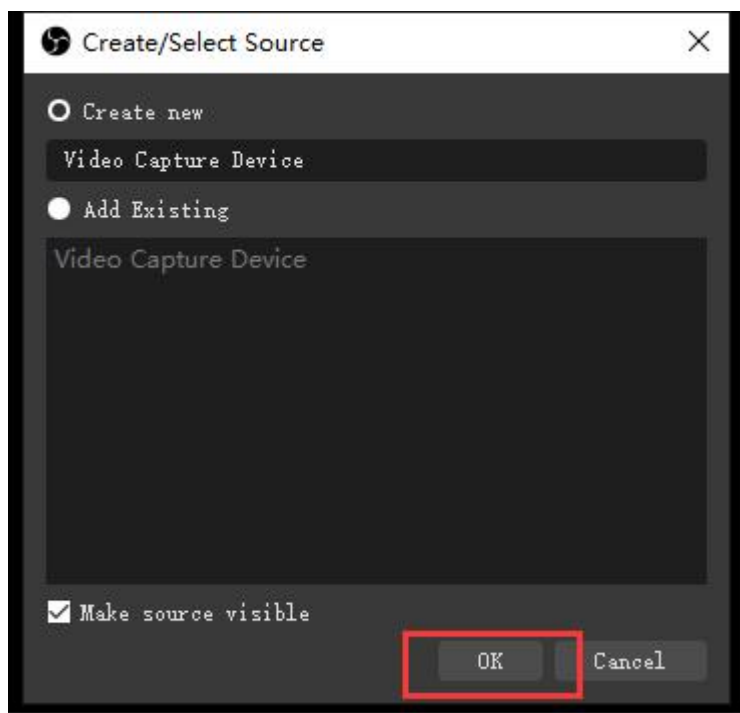 Create/Select Source
Create new
Video Capture Device
Add Existing
Video Capture Device
Make source visible
OK Cancel